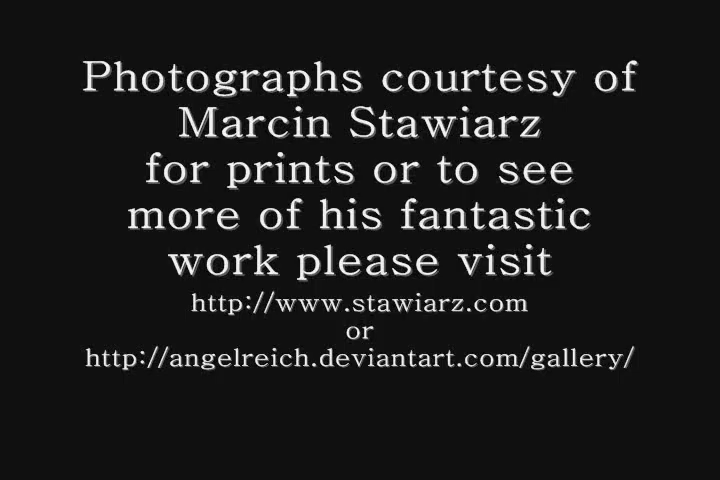 Photographs courtesy of
Marcin Stawiarz
for prints or to see
more of his fantastic
work please visit
http://www.stawiarz.com
or
http://angelreich.deviantart.com/gallery/